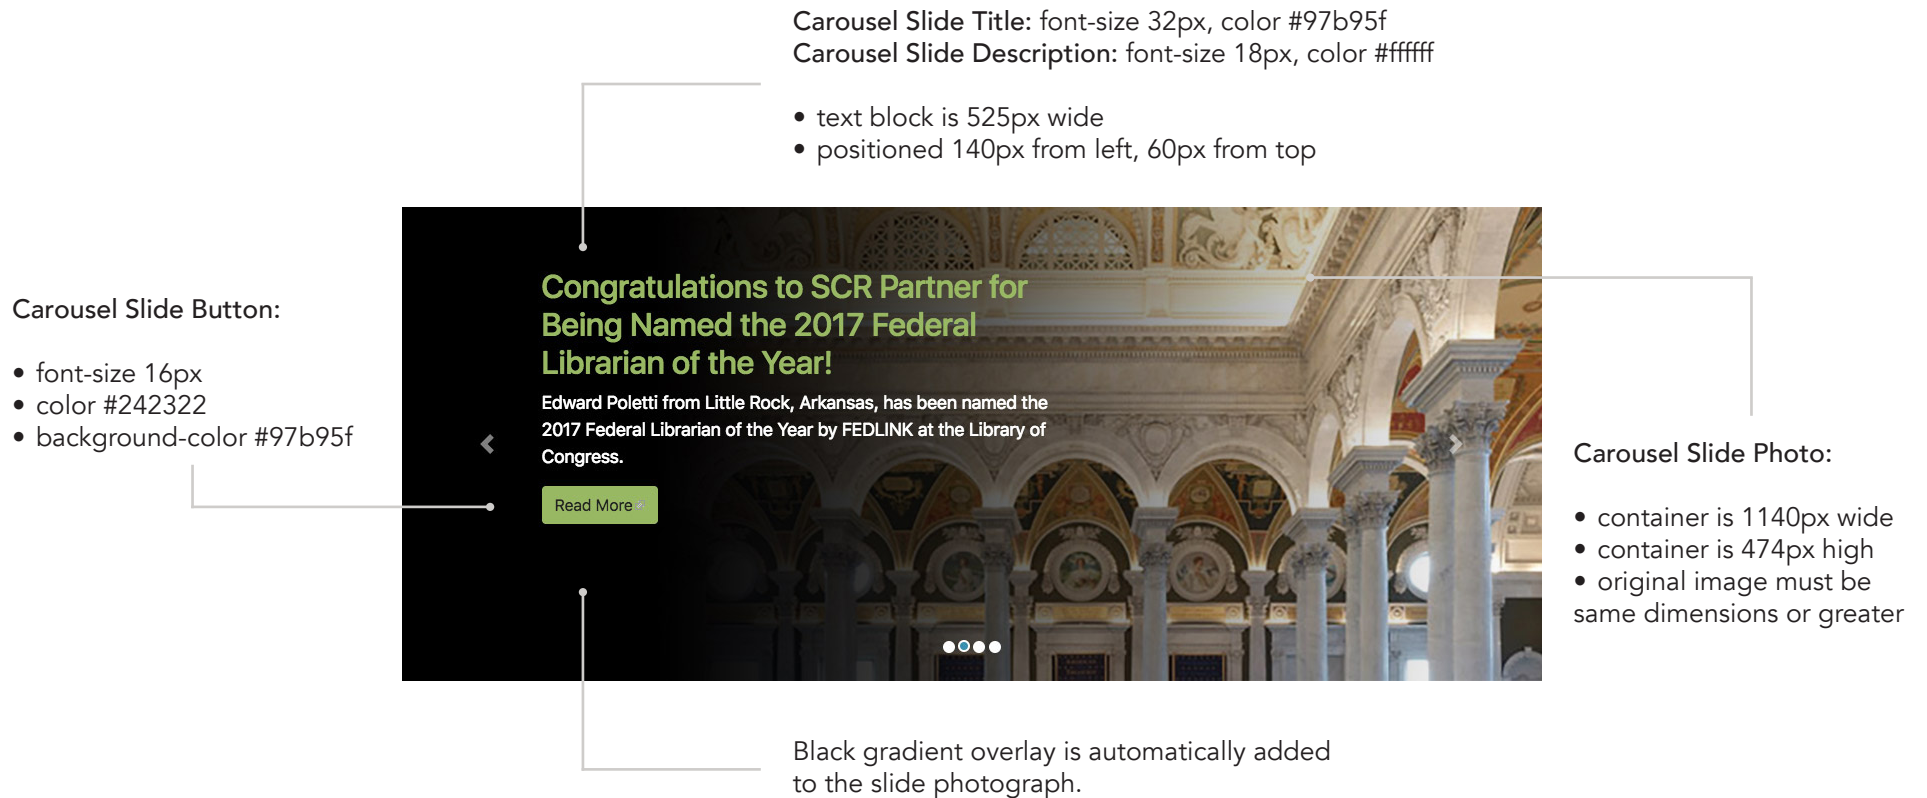 Carousel Slide Title: font-size 32px, color #97b95f
Carousel Slide Description: font-size 18px, color #ffffff
• text block is 525px wide
• positioned 140px from left, 60px from top
Carousel Slide Button:
• font-size 16px
• color #242322
• background-color #97b95f
Congratulations to SCR Partner for
Being Named the 2017 Federal
Librarian of the Year!
Edward Poletti from Little Rock, Arkansas, has been named the
2017 Federal Librarian of the Year by FEDLINK at the Library of
Congress.
Read More
Carousel Slide Photo:
• container is 1140px wide
• container is 474px high
• original image must be
same dimensions or greater
Black gradient overlay is automatically added
to the slide photograph.